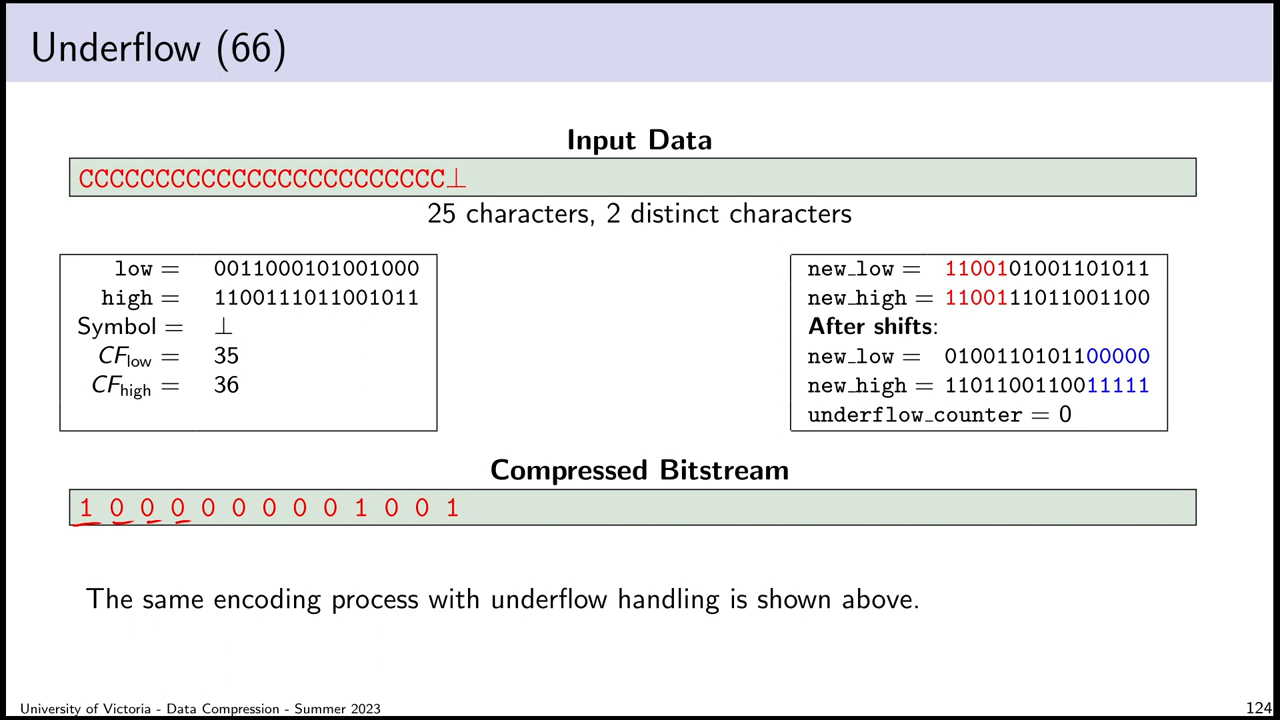 Underflow (66)
Input Data
CCCCCCCCCCCCCCCCCCCCCCCC⊥
25 characters, 2 distinct characters
low = 0011000101001000
high = 1100111011001011
Symbol = ⊥
CFlow = 35
CFhigh = 36
new_low = 1100101001101011
new_high = 1100111011001100
After shifts:
new_low = 0100110101100000
new_high = 1101100110011111
underflow_counter = 0
Compressed Bitstream
1 0 0 0 0 0 0 0 0 1 0 0 1
The same encoding process with underflow handling is shown above.
University of Victoria - Data Compression - Summer 2023
124